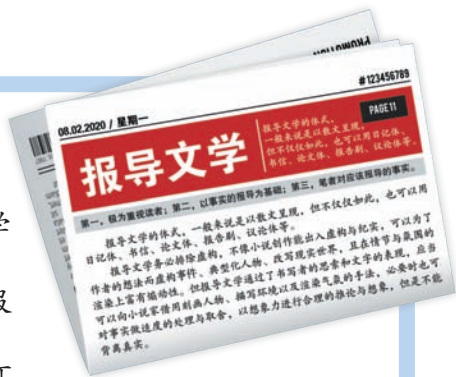 PROMOTION
08.02.2020 / 星期一
#123456789
报导文学
报导文学的体式，
一般来说是以散文呈现，
但不仅仅如此，也可以用日记体、
书信、论文体、报告剧、议论体等。
PAGE 11
第一，极为重视读者；第二，以事实的报导为基础；第三，笔者对应该报导的事实。
报导文学的体式，一般来说是以散文呈现，但不仅仅如此，也可以用
日记体、书信、论文体、报告剧、议论体等。
报导文学务必排除虚构，不像小说创作能出入虚构与纪实，可以为了
作者的想法而虚构事件、典型化人物、改写现实世界，且在情节与氛围的
渲染上富有煽动性。但报导文学通过了书写者的思索和文字的表现，应当
可以向小说家借用刻画人物、描写环境以及渲染气氛的手法，必要时也可
对事实做适度的处理与取舍，以想象力进行合理的推论与想象，但是不能
背离真实。
学
报